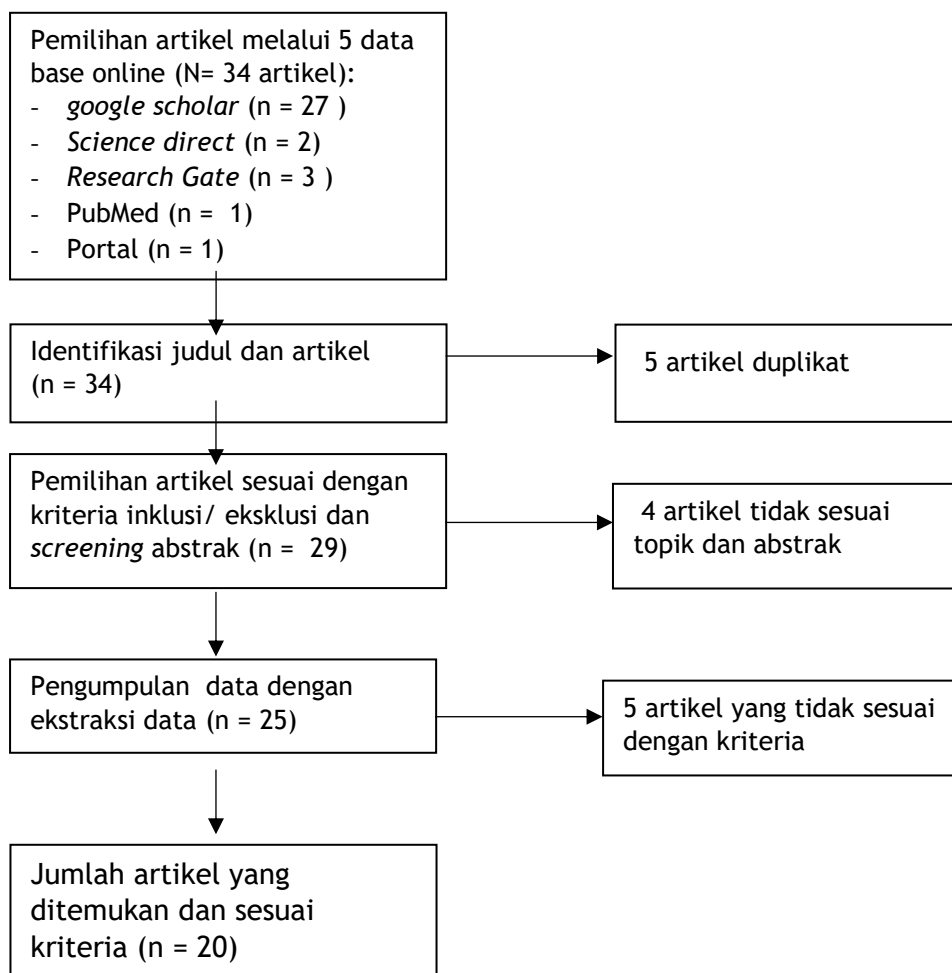 Pemilihan artikel melalui 5 data
base online (N= 34 artikel):
- google scholar (n = 27 )
- Science direct (n = 2)
- Research Gate (n = 3 )
- PubMed (n =  1)
- Portal (n = 1)
Identifikasi judul dan artikel
(n = 34)
5 artikel duplikat
Pemilihan artikel sesuai dengan
kriteria inklusi/ eksklusi dan
screening abstrak (n =  29)
4 artikel tidak sesuai
topik dan abstrak
Pengumpulan  data dengan
ekstraksi data (n = 25)
5 artikel yang tidak sesuai
dengan kriteria
Jumlah artikel yang
ditemukan dan sesuai
kriteria (n = 20)